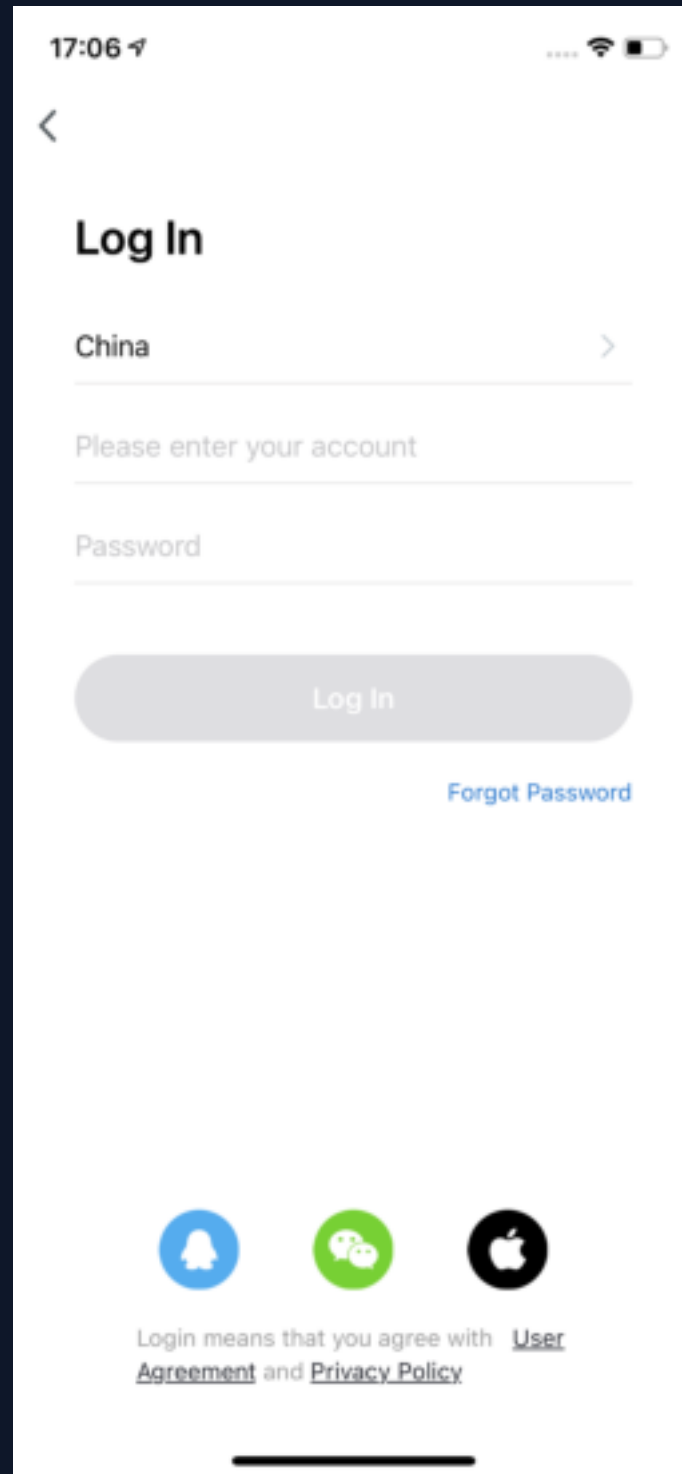 17:06
Log In
China
Please enter your account
Password
Log In
Forgot Password
Login means that you agree with User
Agreement and Privacy Policy